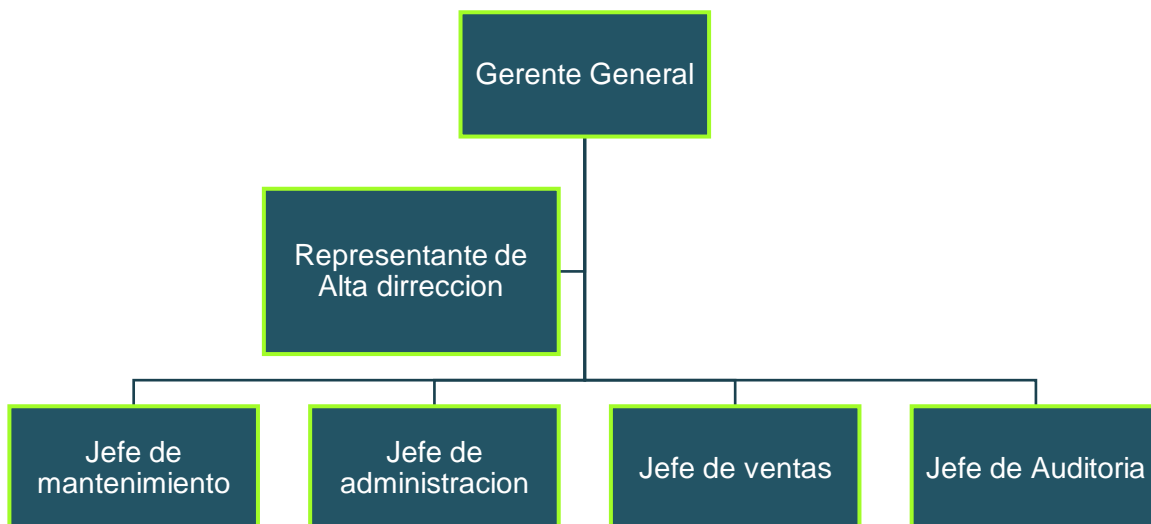 Gerente General
Representante de
Alta dirreccion
Jefe de
mantenimiento
Jefe de
administracion
Jefe de ventas
Jefe de Auditoria